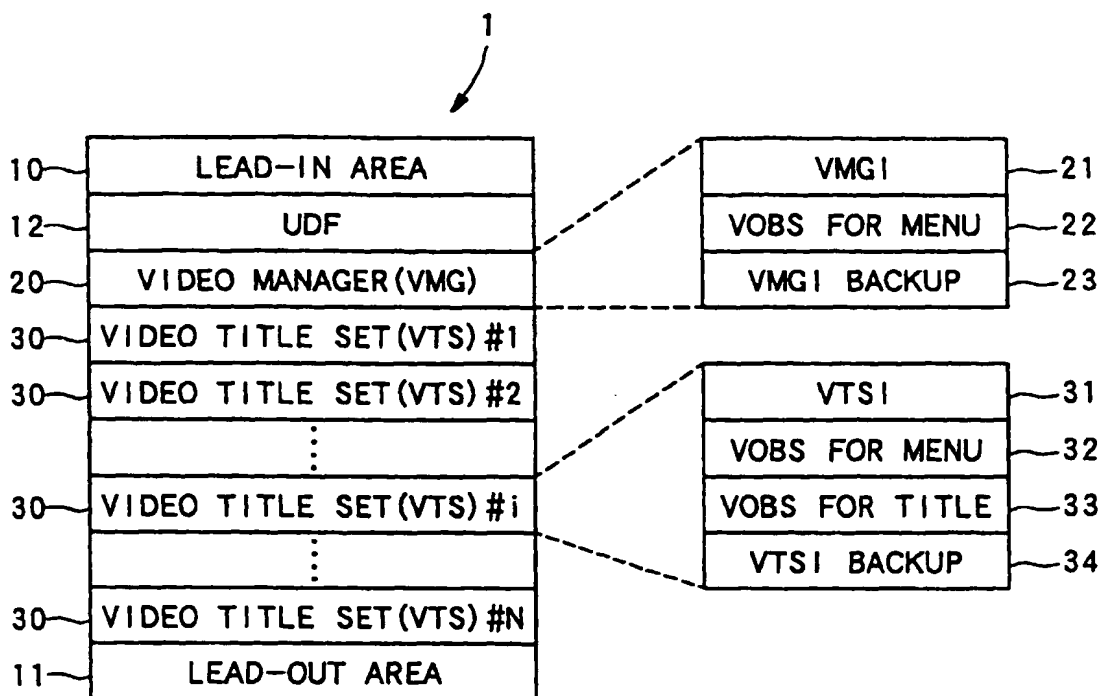 1
10 LEAD-IN AREA
12 UDF
20 VIDEO MANAGER(VMG)
30 VIDEO TITLE SET(VTS)#1
30 VIDEO TITLE SET(VTS)#2
30 VIDEO TITLE SET(VTS)#i
30 VIDEO TITLE SET(VTS)#N
11 LEAD-OUT AREA
VMGI 21
VOBS FOR MENU 22
VMGI BACKUP 23
VTSI 31
VOBS FOR MENU 32
VOBS FOR TITLE 33
VTSI BACKUP 34